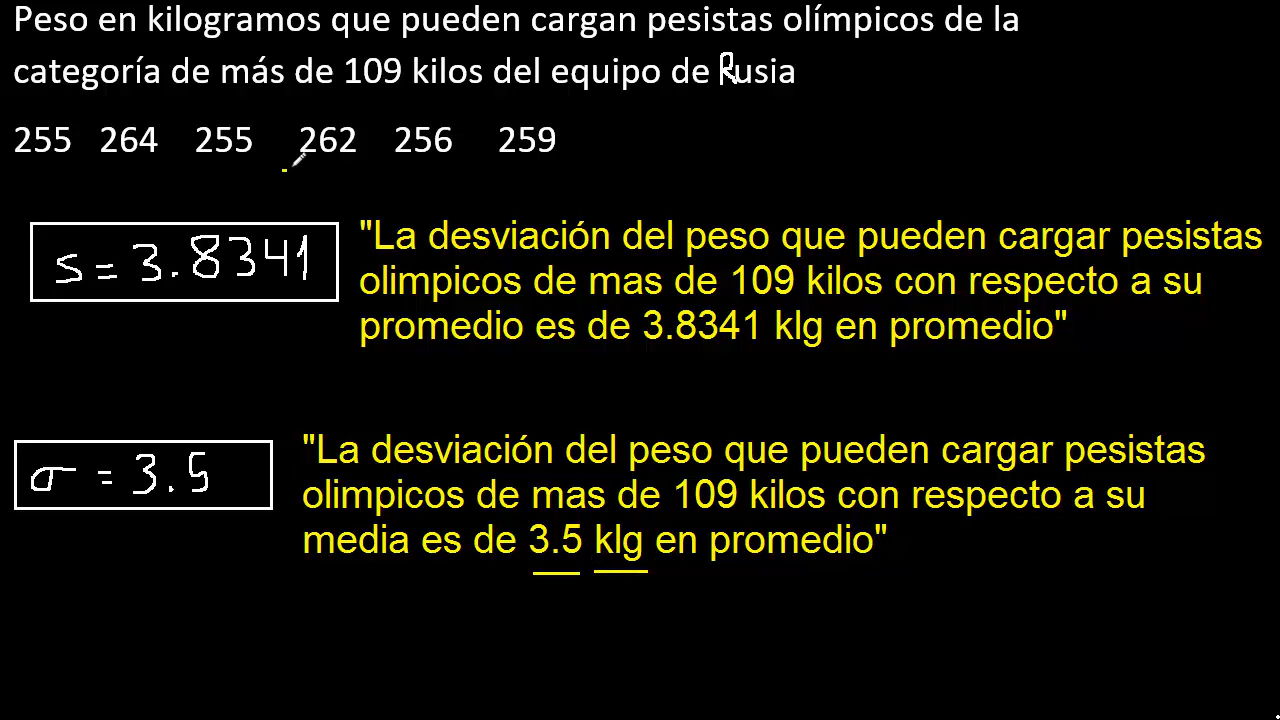 Peso en kilogramos que pueden cargan pesistas olímpicos de la
categoría de más de 109 kilos del equipo de Rusia
255 264 255 262 256 259
s = 3.8341
"La desviación del peso que pueden cargar pesistas
olimpicos de mas de 109 kilos con respecto a su
promedio es de 3.8341 klg en promedio"
σ = 3.5
"La desviación del peso que pueden cargar pesistas
olimpicos de mas de 109 kilos con respecto a su
media es de 3.5 klg en promedio"